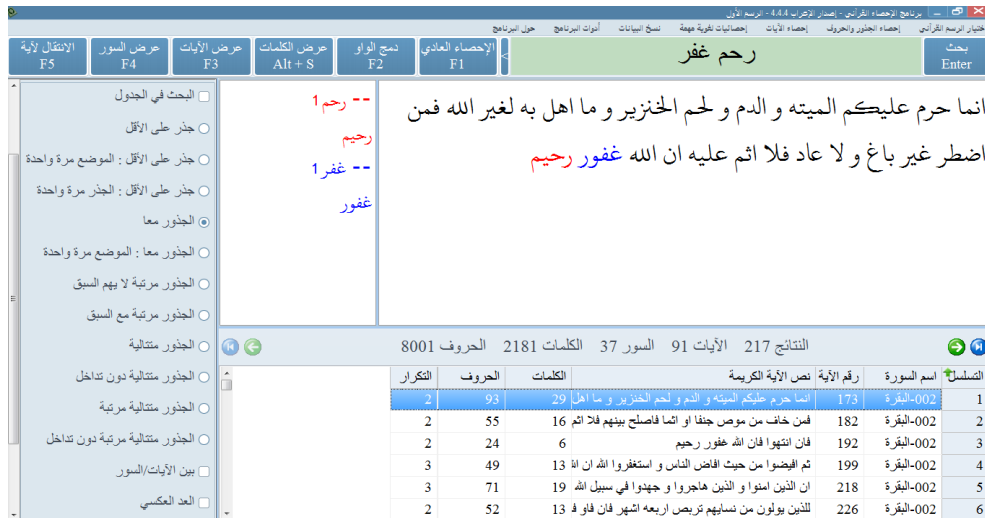 برنامج الإحصاء القرآني - إصدار الإعراب 4.4.4 - الرسم الأول
ختيار الرسم القرآني إحصاء الجذور والحروف إحصاء الآيات إحصائيات لغوية مهمة نسخ البيانات أدوات البرنامج حول البرنامج
بحث
Enter
رحم غفر
الإحصاء العادي
F1
دمج الواو
F2
عرض الكلمات
Alt + S
عرض الآيات
F3
عرض السور
F4
الانتقال لآية
F5
انما حرم عليكم الميته و الدم و لحم الخنزير و ما اهل به لغير الله فمن
اضطر غير باغ و لا عاد فلا اثم عليه ان الله غفور رحيم
-- رحم 1
رحيم
-- غفر 1
غفور
البحث في الجدول
جذر على الأقل
جذر على الأقل : الموضع مرة واحدة
جذر على الأقل : الجذر مرة واحدة
الجذور معا
الجذور معا : الموضع مرة واحدة
الجذور مرتبة لا يهم السبق
الجذور مرتبة مع السبق
الجذور متتالية
الجذور متتالية دون تداخل
الجذور متتالية مرتبة
الجذور متتالية مرتبة دون تداخل
بين الآيات/السور
العد العكسي
النتائج 217 الآيات 91 السور 37 الكلمات 2181 الحروف 8001
التسلسل اسم السورة رقم الآية نص الآية الكريمة الكلمات الحروف التكرار
1 002-البقرة 173 انما حرم عليكم الميته و الدم و لحم الخنزير و ما اهل 29 93 2
2 002-البقرة 182 فمن خاف من موص جنفا او اثما فاصلح بينهم فلا اثم 16 55 2
3 002-البقرة 192 فان انتهوا فان الله غفور رحيم 6 24 2
4 002-البقرة 199 ثم افيضوا من حيث افاض الناس و استغفروا الله ان الله 13 49 3
5 002-البقرة 218 ان الذين امنوا و الذين هاجروا و جهدوا في سبيل الله 19 71 3
6 002-البقرة 226 للذين يولون من نسايهم تربص اربعه اشهر فان فاو ف 13 52 2